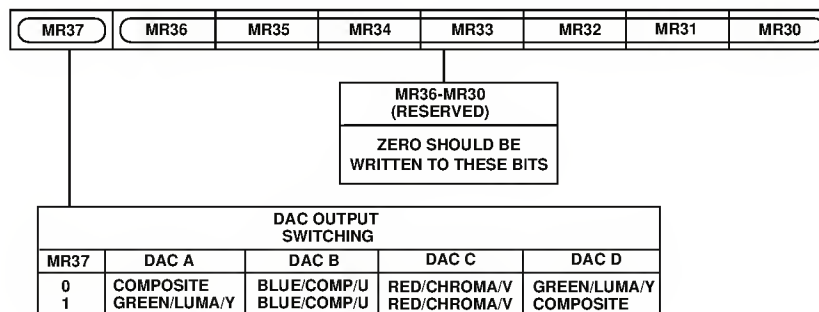 MR37 MR36 MR35 MR34 MR33 MR32 MR31 MR30
MR36-MR30
(RESERVED)
ZERO SHOULD BE
WRITTEN TO THESE BITS
DAC OUTPUT
SWITCHING
MR37 DAC A DAC B DAC C DAC D
0 COMPOSITE BLUE/COMP/U RED/CHROMA/V GREEN/LUMA/Y
1 GREEN/LUMA/Y BLUE/COMP/U RED/CHROMA/V COMPOSITE